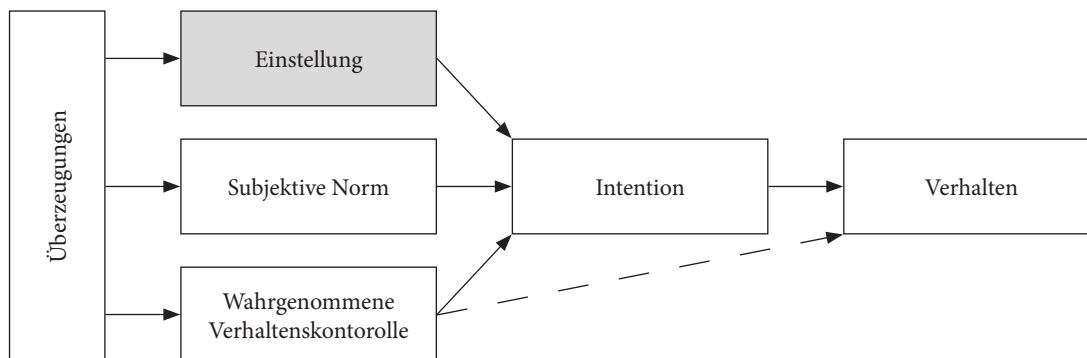 Überzeugungen
Einstellung
Subjektive Norm
Wahrgenommene
Verhaltenskontorolle
Intention
Verhalten